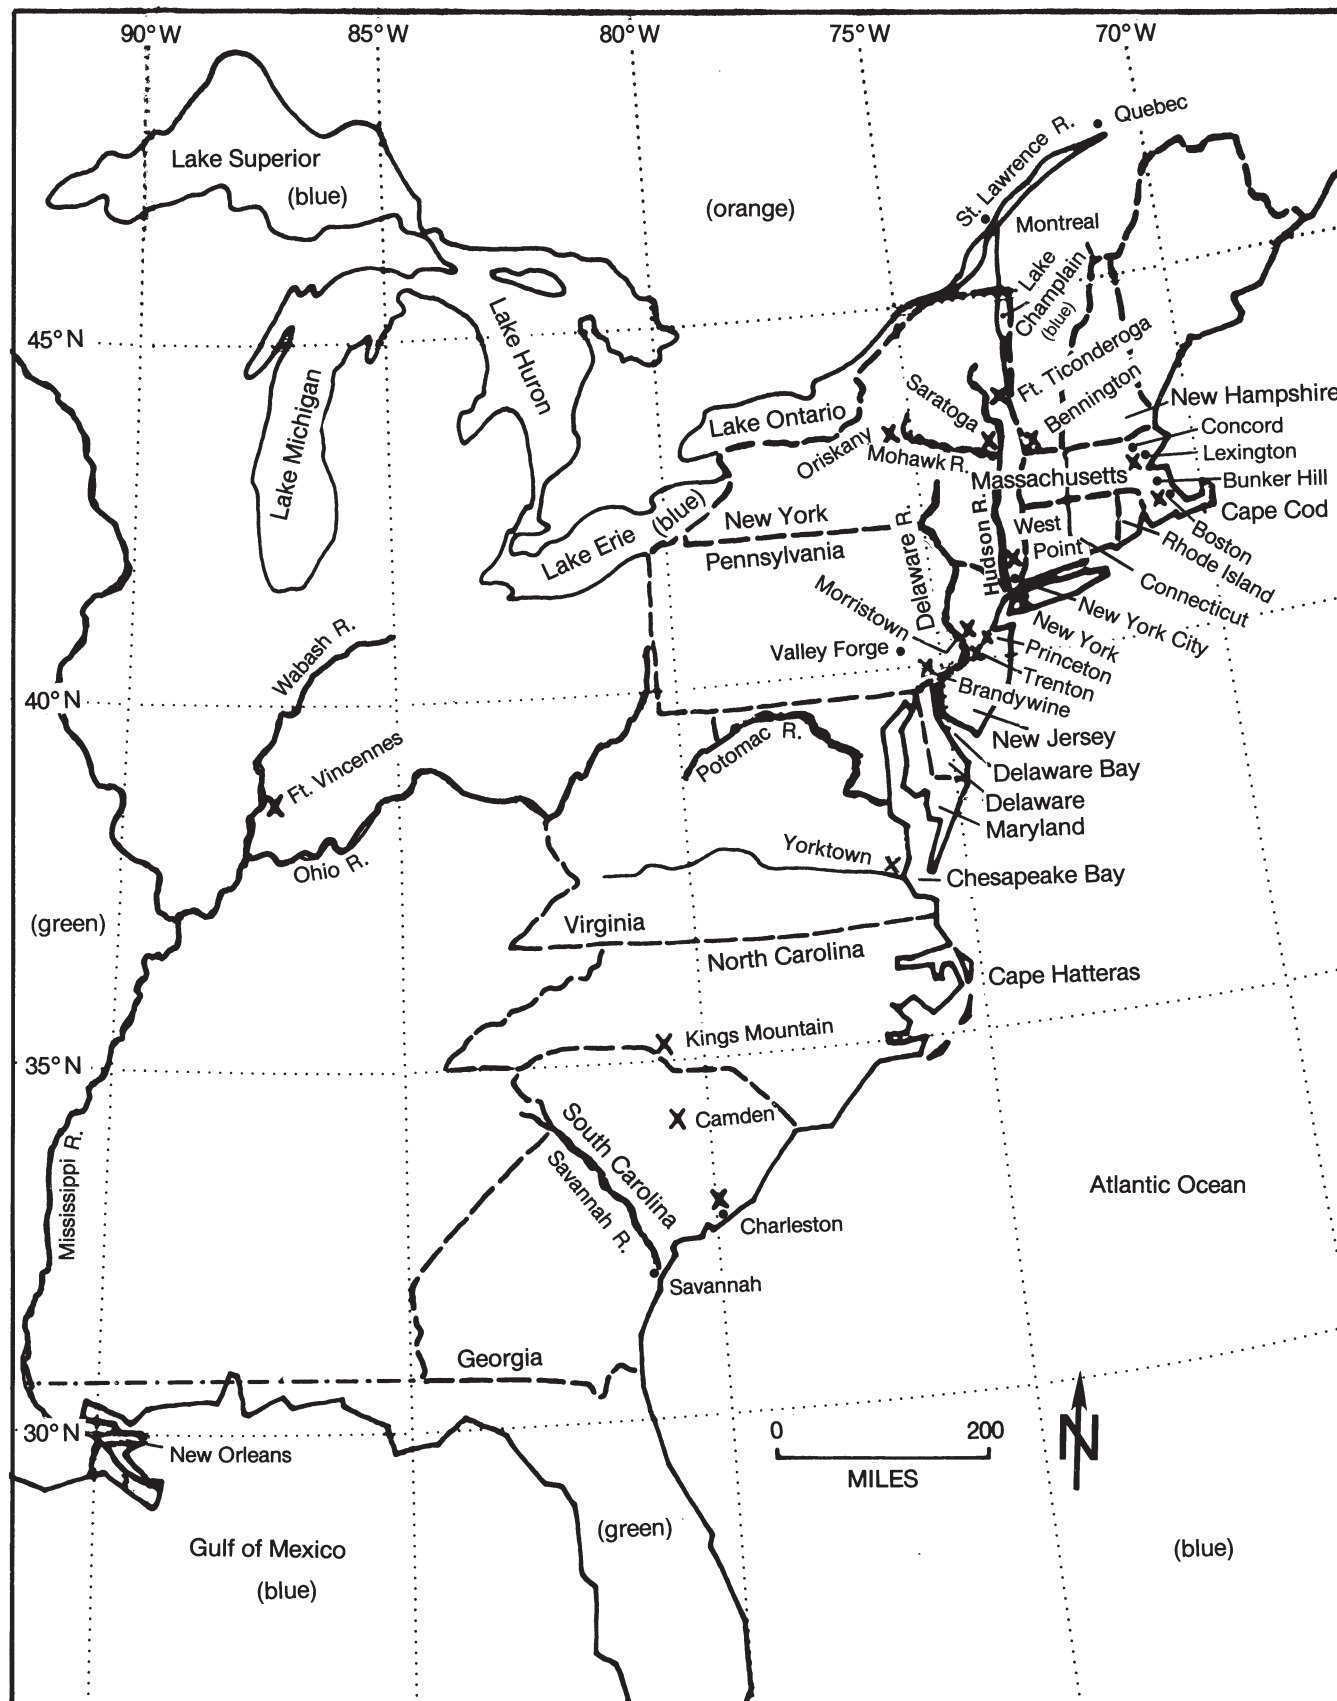 90°W
85°W
80°W
75°W
70°W
Quebec
St. Lawrence R.
Lake Superior
(blue)
(orange)
Montreal
Lake
Champlain
(blue)
45°N
Lake Huron
Lake Michigan
Ft. Ticonderoga
Bennington
Saratoga
New Hampshire
Lake Ontario
Oriskany
Mohawk R.
Concord
Lexington
Massachusetts
Bunker Hill
Cape Cod
Boston
Rhode Island
Lake Erie (blue)
New York
Pennsylvania
Delaware R.
Hudson R.
West
Point
Connecticut
Morristown
New York City
New York
Valley Forge
Princeton
Trenton
Brandywine
Wabash R.
40°N
New Jersey
Potomac R.
Delaware Bay
Ft. Vincennes
Delaware
Maryland
Yorktown
Ohio R.
Chesapeake Bay
(green)
Virginia
North Carolina
Cape Hatteras
Kings Mountain
35°N
Camden
South Carolina
Savannah R.
Mississippi R.
Atlantic Ocean
Charleston
Savannah
Georgia
30°N
New Orleans
0 200
MILES
N
(green)
Gulf of Mexico
(blue)
(blue)